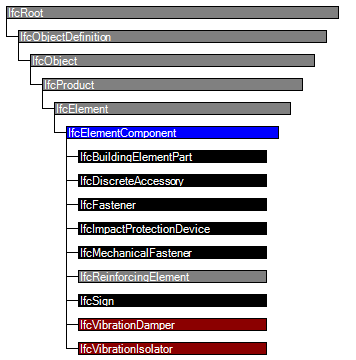 IfcRoot
IfcObjectDefinition
IfcObject
IfcProduct
IfcElement
IfcElementComponent
IfcBuildingElementPart
IfcDiscreteAccessory
IfcFastener
IfcImpactProtectionDevice
IfcMechanicalFastener
IfcReinforcingElement
IfcSign
IfcVibrationDamper
IfcVibrationIsolator